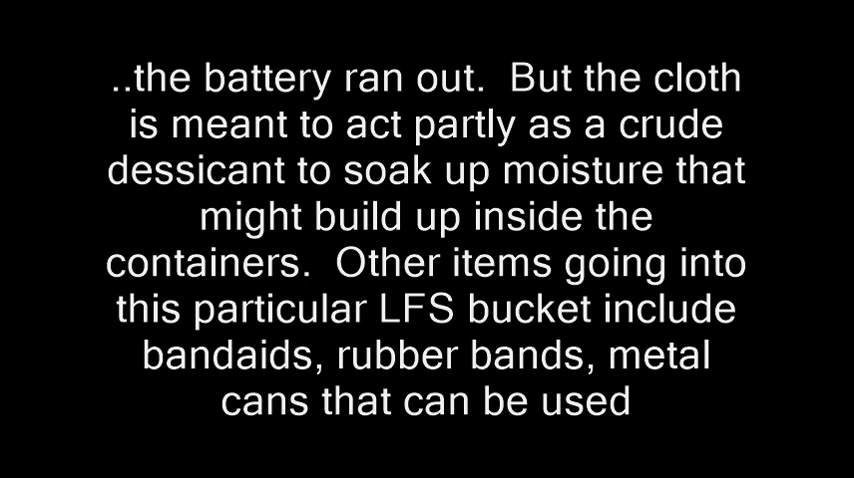 ..the battery ran out.  But the cloth
is meant to act partly as a crude
dessicant to soak up moisture that
might build up inside the
containers.  Other items going into
this particular LFS bucket include
bandaids, rubber bands, metal
cans that can be used